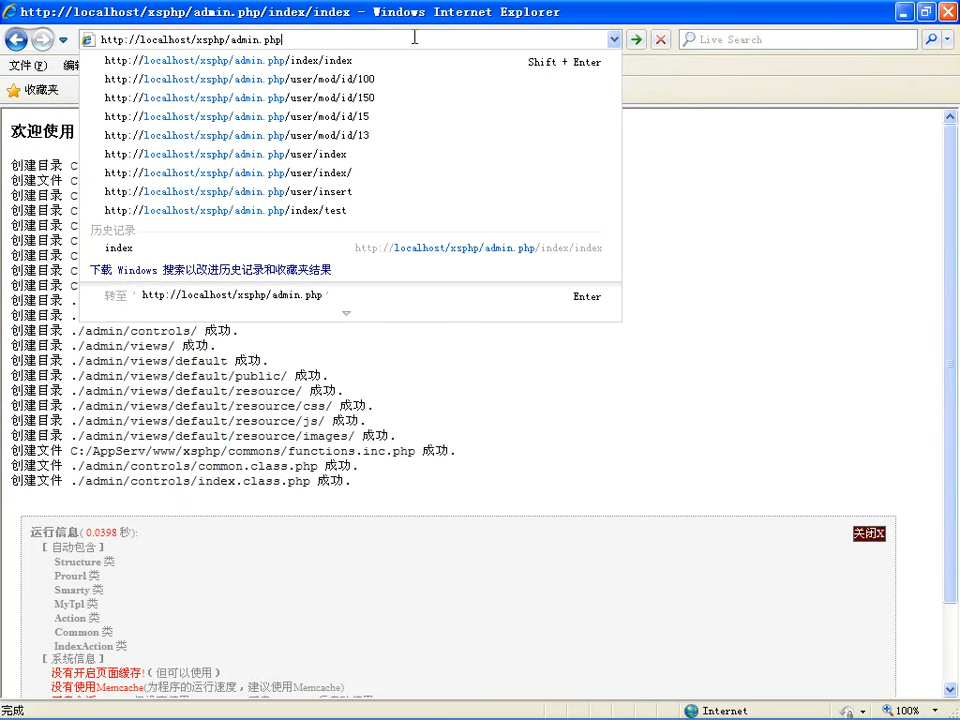 http://localhost/xsphp/admin.php/index/index - Windows Internet Explorer
http://localhost/xsphp/admin.php
Live Search
文件(F) 编辑
收藏夹
http://localhost/xsphp/admin.php/index/index Shift + Enter
http://localhost/xsphp/admin.php/user/mod/id/100
http://localhost/xsphp/admin.php/user/mod/id/150
http://localhost/xsphp/admin.php/user/mod/id/15
http://localhost/xsphp/admin.php/user/mod/id/13
http://localhost/xsphp/admin.php/user/index
http://localhost/xsphp/admin.php/user/index/
http://localhost/xsphp/admin.php/user/insert
http://localhost/xsphp/admin.php/index/test
历史记录
index http://localhost/xsphp/admin.php/index/index
下载 Windows 搜索以改进历史记录和收藏夹结果
转至 ' http://localhost/xsphp/admin.php ' Enter
欢迎使用
创建目录 C
创建文件 C
创建目录 C
创建目录 C
创建目录 C
创建目录 C
创建目录 C
创建目录 C
创建目录 C
创建目录 .
创建目录 .
创建目录 ./admin/controls/ 成功.
创建目录 ./admin/views/ 成功.
创建目录 ./admin/views/default 成功.
创建目录 ./admin/views/default/public/ 成功.
创建目录 ./admin/views/default/resource/ 成功.
创建目录 ./admin/views/default/resource/css/ 成功.
创建目录 ./admin/views/default/resource/js/ 成功.
创建目录 ./admin/views/default/resource/images/ 成功.
创建文件 C:/AppServ/www/xsphp/commons/functions.inc.php 成功.
创建文件 ./admin/controls/common.class.php 成功.
创建文件 ./admin/controls/index.class.php 成功.
运行信息( 0.0398 秒): 关闭X
[ 自动包含 ]
Structure 类
Prourl 类
Smarty 类
MyTpl 类
Action 类
Common 类
IndexAction 类
[ 系统信息 ]
没有开启页面缓存!( 但可以使用 )
没有使用Memcache(为程序的运行速度，建议使用Memcache)
完成 Internet 100%